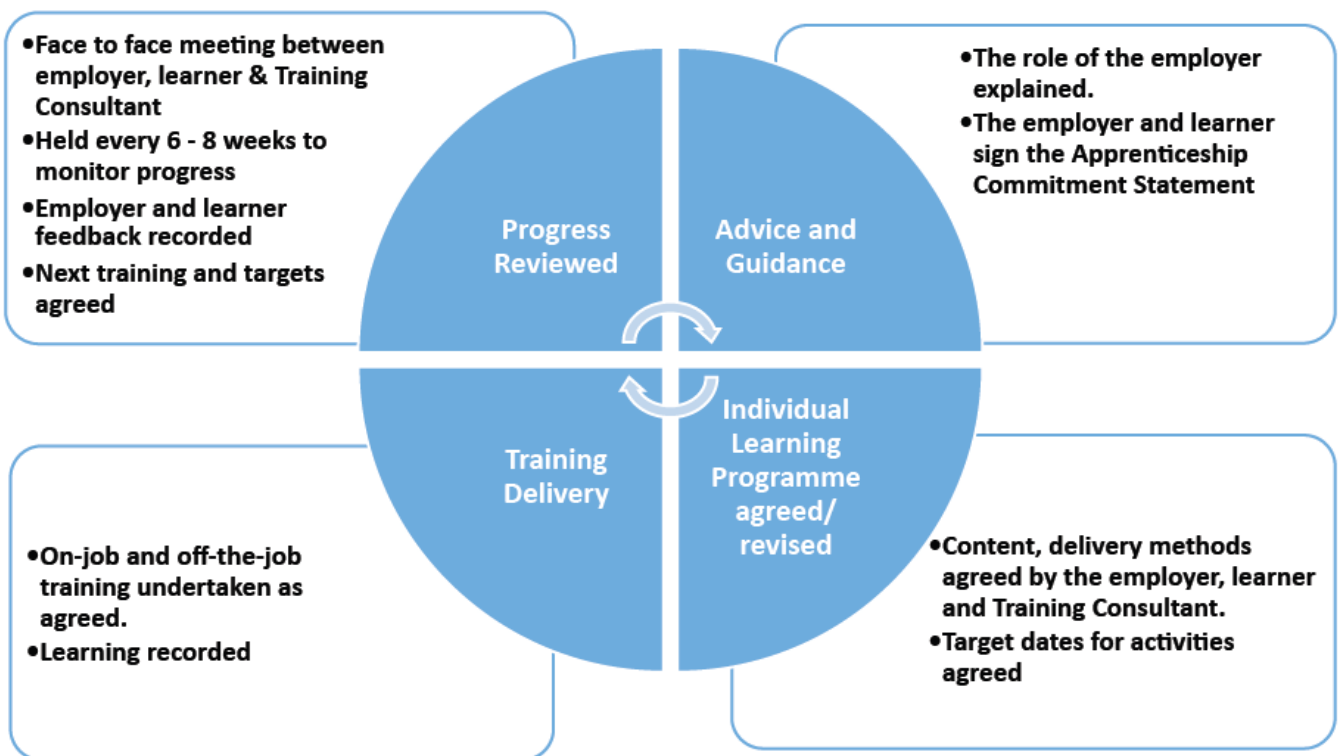 •Face to face meeting between
employer, learner & Training
Consultant
•Held every 6 - 8 weeks to
monitor progress
•Employer and learner
feedback recorded
•Next training and targets
agreed
Progress
Reviewed
Advice and
Guidance
•The role of the employer
explained.
•The employer and learner
sign the Apprenticeship
Commitment Statement
•On-job and off-the-job
training undertaken as
agreed.
•Learning recorded
Training
Delivery
Individual
Learning
Programme
agreed/
revised
•Content, delivery methods
agreed by the employer, learner
and Training Consultant.
•Target dates for activities
agreed